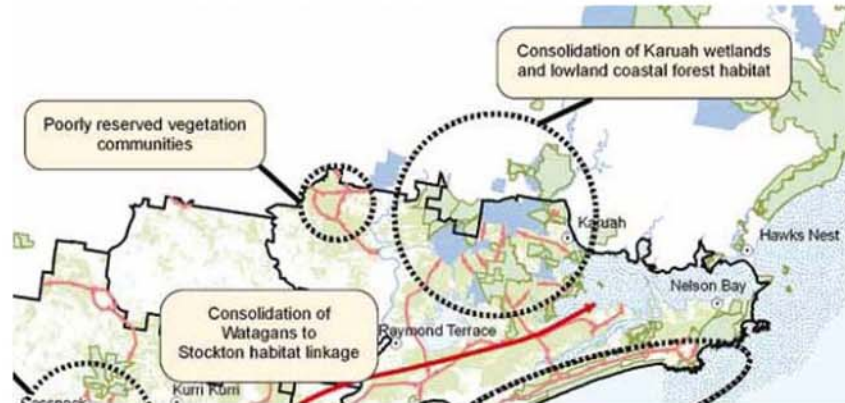 Consolidation of Karuah wetlands
and lowland coastal forest habitat
Poorly reserved vegetation
communities
Karuah
Hawks Nest
Nelson Bay
Consolidation of
Watagans to
Stockton habitat linkage
Raymond Terrace
Kurri Kurri